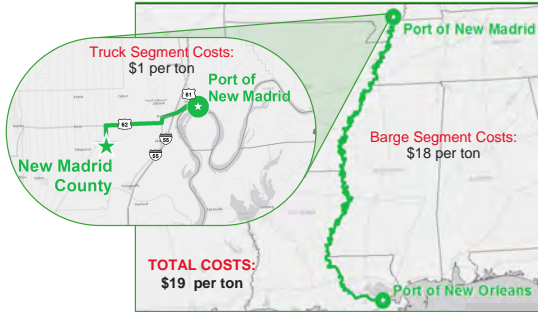 Truck Segment Costs:
$1 per ton
61
Port of
New Madrid
62
55
55
New Madrid
County
Port of New Madrid
Barge Segment Costs:
$18 per ton
TOTAL COSTS:
$19 per ton
Port of New Orleans